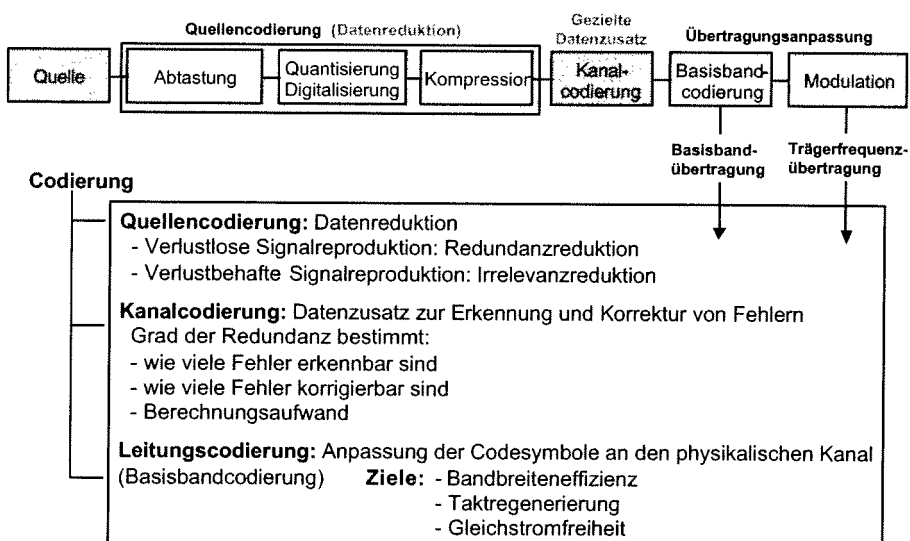 Quellencodierung (Datenreduktion)
Gezielte
Datenzusatz
Übertragungsanpassung
Quelle
Abtastung
Quantisierung
Digitalisierung
Kompression
Kanal-
codierung
Basisband-
codierung
Modulation
Basisband-
übertragung
Trägerfrequenz-
übertragung
Codierung
Quellencodierung: Datenreduktion
- Verlustlose Signalreproduktion: Redundanzreduktion
- Verlustbehafte Signalreproduktion: Irrelevanzreduktion
Kanalcodierung: Datenzusatz zur Erkennung und Korrektur von Fehlern
Grad der Redundanz bestimmt:
- wie viele Fehler erkennbar sind
- wie viele Fehler korrigierbar sind
- Berechnungsaufwand
Leitungscodierung: Anpassung der Codesymbole an den physikalischen Kanal
(Basisbandcodierung) Ziele: - Bandbreiteneffizienz
- Taktregenerierung
- Gleichstromfreiheit